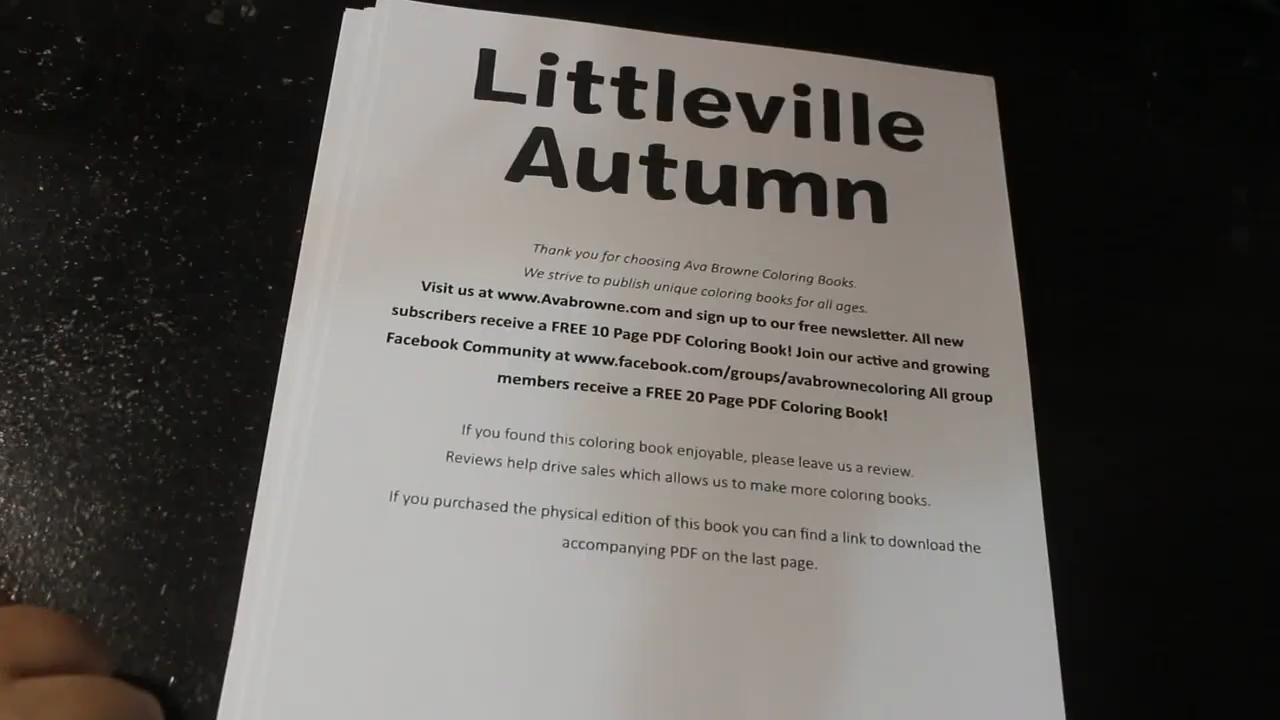 Littleville
Autumn
Thank you for choosing Ava Browne Coloring Books.
We strive to publish unique coloring books for all ages.
Visit us at www.Avabrowne.com and sign up to our free newsletter. All new
subscribers receive a FREE 10 Page PDF Coloring Book! Join our active and growing
Facebook Community at www.facebook.com/groups/avabrownecoloring All group
members receive a FREE 20 Page PDF Coloring Book!
If you found this coloring book enjoyable, please leave us a review.
Reviews help drive sales which allows us to make more coloring books.
If you purchased the physical edition of this book you can find a link to download the
accompanying PDF on the last page.